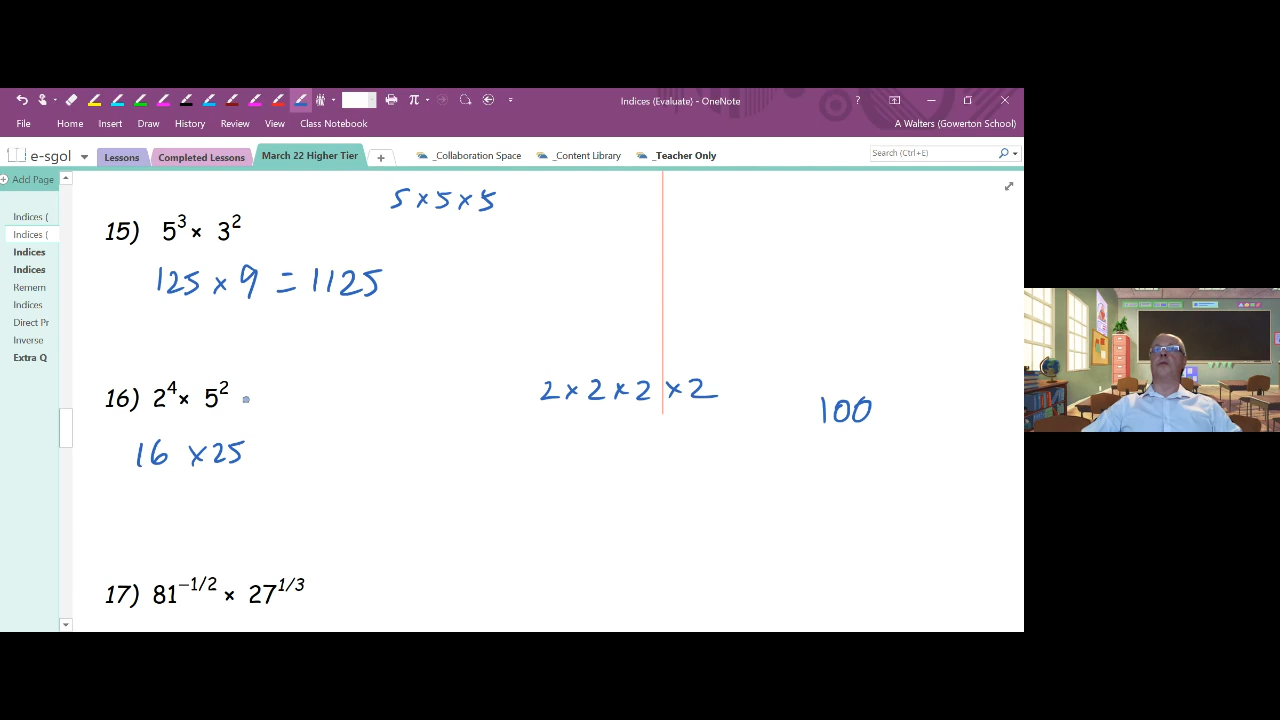 Indices (Evaluate) - OneNote
?
File Home Insert Draw History Review View Class Notebook
A Walters (Gowerton School)
e-sgol
Lessons
Completed Lessons
March 22 Higher Tier
+
_Collaboration Space
_Content Library
_Teacher Only
Search (Ctrl+E)
Add Page
Indices (
Indices (
Indices
Indices
Remem
Indices
Direct Pr
Inverse
Extra Q
5 × 5 × 5
15) 5³ × 3²
125 × 9 = 1125
16) 2⁴ × 5²
2 × 2 × 2 × 2
100
16 × 25
17) 81^(−1/2) × 27^(1/3)